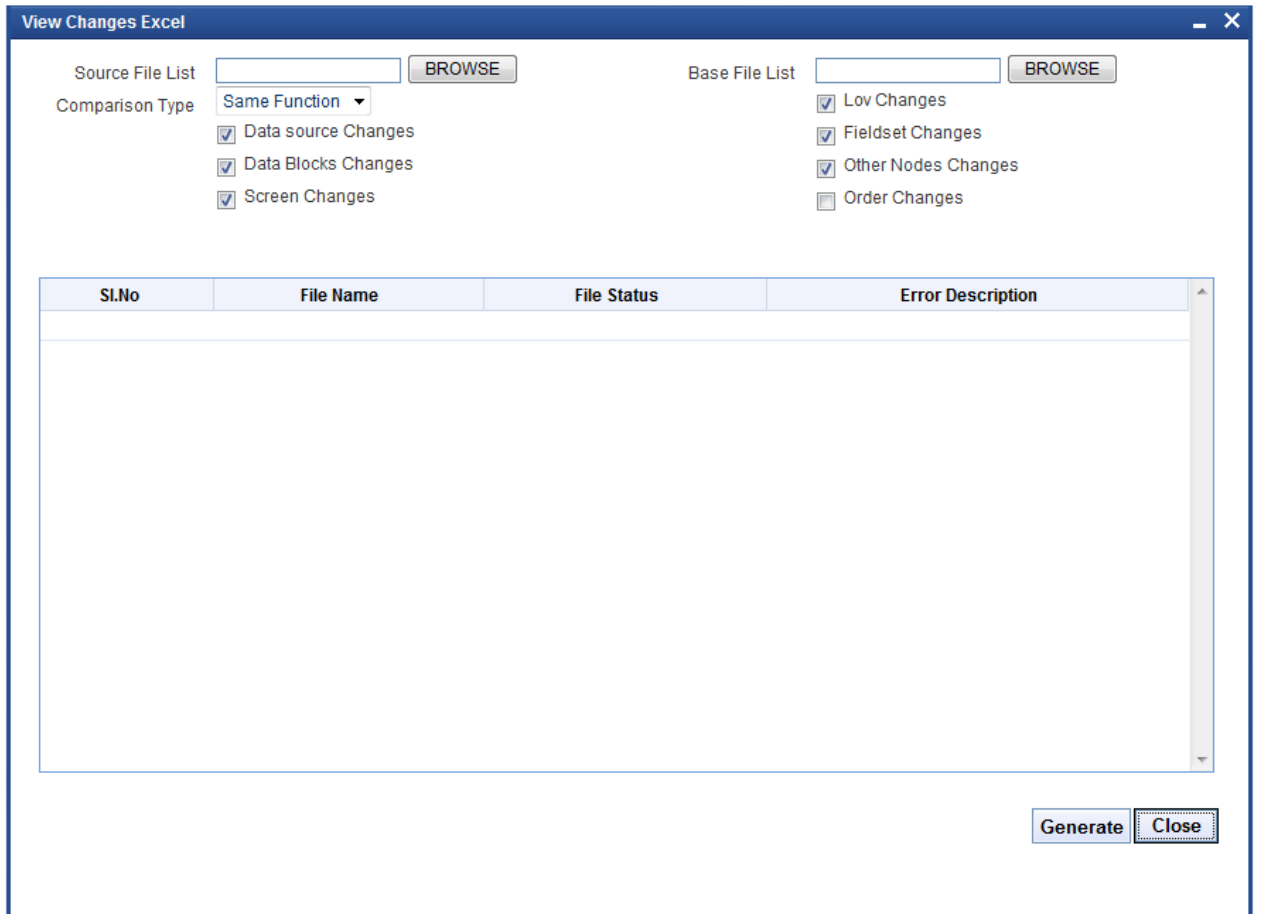 View Changes Excel
Source File List BROWSE Base File List BROWSE
Comparison Type Same Function Lov Changes
Data source Changes Fieldset Changes
Data Blocks Changes Other Nodes Changes
Screen Changes Order Changes
Sl.No File Name File Status Error Description
Generate Close